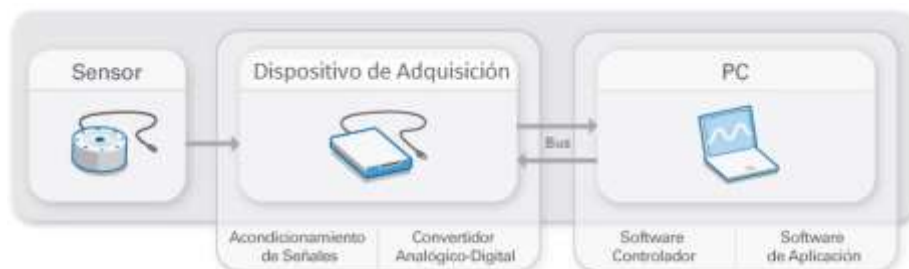 Sensor
Dispositivo de Adquisición
PC
Bus
Acondicionamiento
de Señales
Convertidor
Analógico-Digital
Software
Controlador
Software
de Aplicación